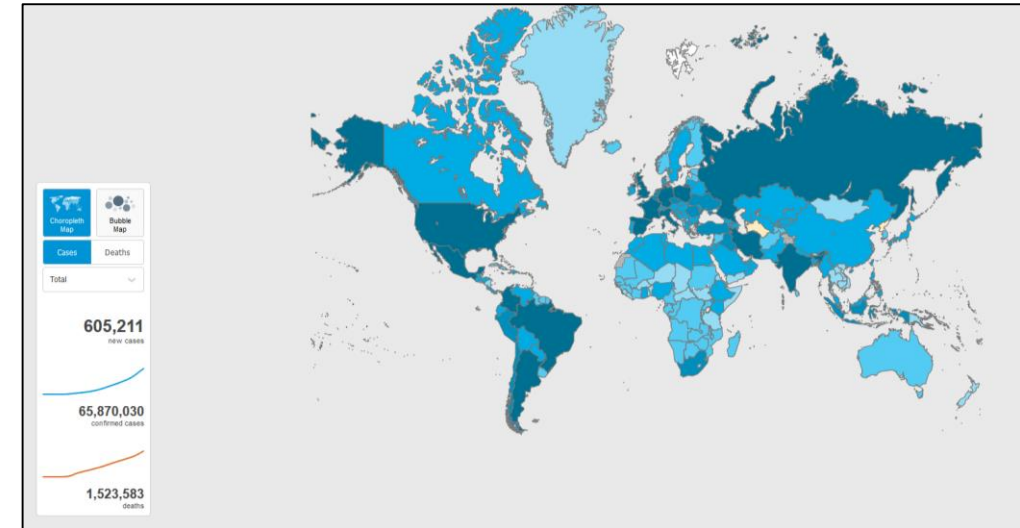 Choropleth
Map
Bubble
Map
Cases
Deaths
Total
605,211
new cases
65,870,030
confirmed cases
1,523,583
deaths